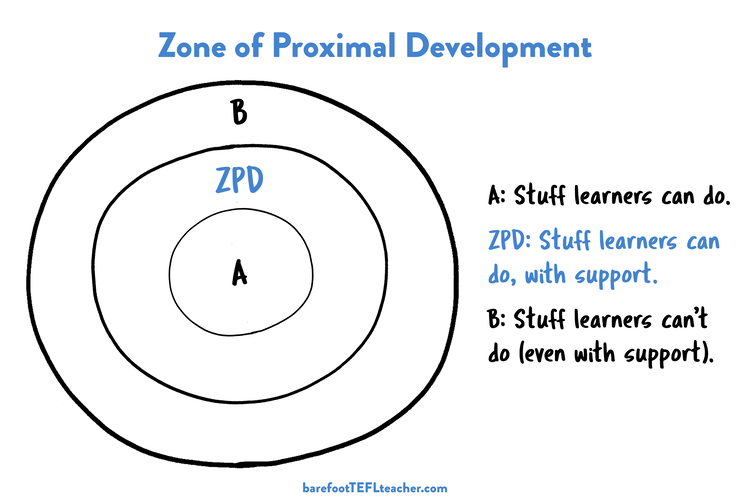 Zone of Proximal Development
B
ZPD
A
A: Stuff learners can do.
ZPD: Stuff learners can
do, with support.
B: Stuff learners can't
do (even with support).
barefootTEFLteacher.com